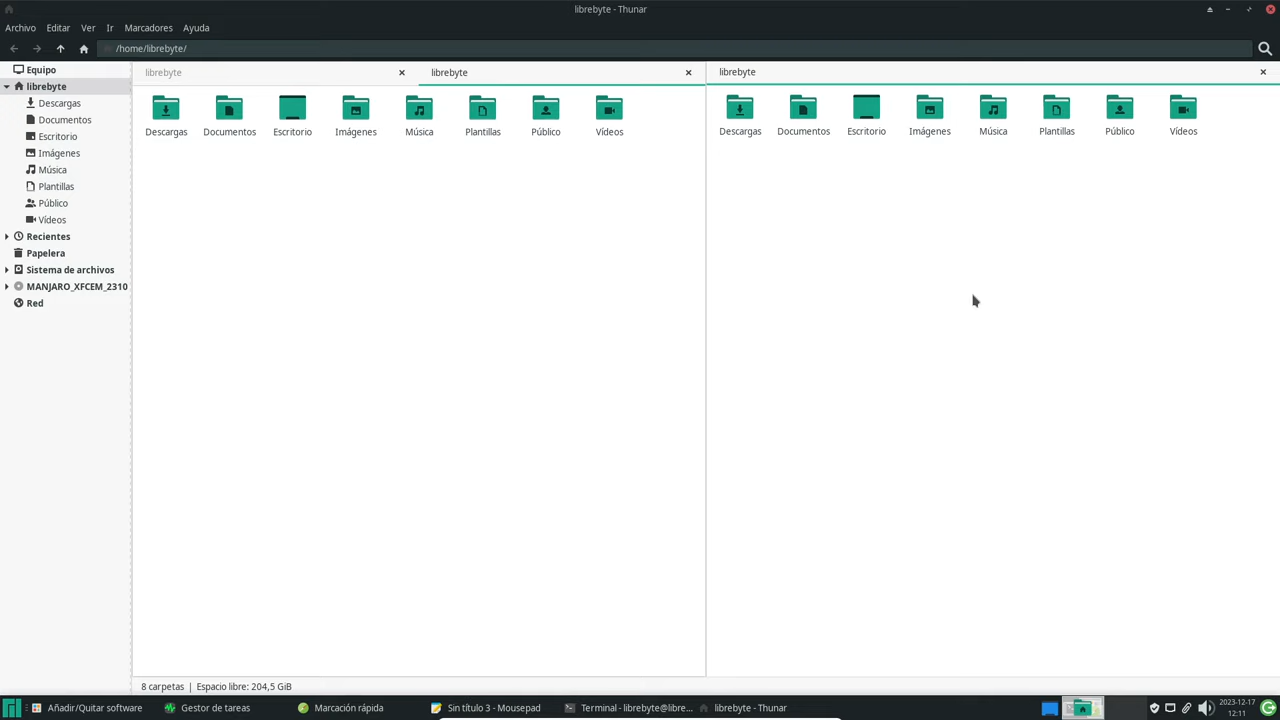 librebyte - Thunar
Archivo Editar Ver Ir Marcadores Ayuda
/home/librebyte/
Equipo
librebyte
Descargas
Documentos
Escritorio
Imágenes
Música
Plantillas
Público
Vídeos
Recientes
Papelera
Sistema de archivos
MANJARO_XFCEM_2310
Red
librebyte librebyte
Descargas Documentos Escritorio Imágenes Música Plantillas Público Vídeos
librebyte
Descargas Documentos Escritorio Imágenes Música Plantillas Público Vídeos
8 carpetas | Espacio libre: 204,5 GiB
Añadir/Quitar software Gestor de tareas Marcación rápida Sin título 3 - Mousepad Terminal - librebyte@libre... librebyte - Thunar
2023-12-17
12:11